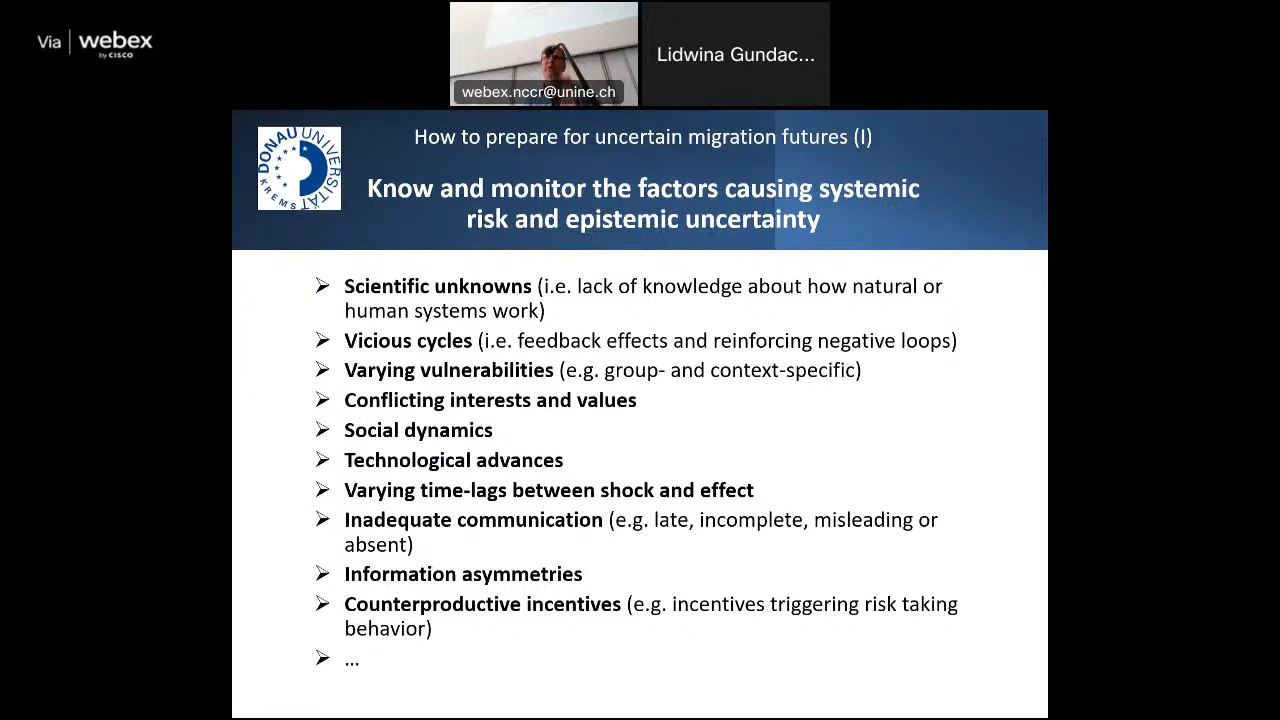 Via webex
by CISCO
webex.nccr@unine.ch
Lidwina Gundac...
DONAU UNIVERSITÄT
KREMS
How to prepare for uncertain migration futures (I)
Know and monitor the factors causing systemic
risk and epistemic uncertainty
➢ Scientific unknowns (i.e. lack of knowledge about how natural or
human systems work)
➢ Vicious cycles (i.e. feedback effects and reinforcing negative loops)
➢ Varying vulnerabilities (e.g. group- and context-specific)
➢ Conflicting interests and values
➢ Social dynamics
➢ Technological advances
➢ Varying time-lags between shock and effect
➢ Inadequate communication (e.g. late, incomplete, misleading or
absent)
➢ Information asymmetries
➢ Counterproductive incentives (e.g. incentives triggering risk taking
behavior)
➢ ...